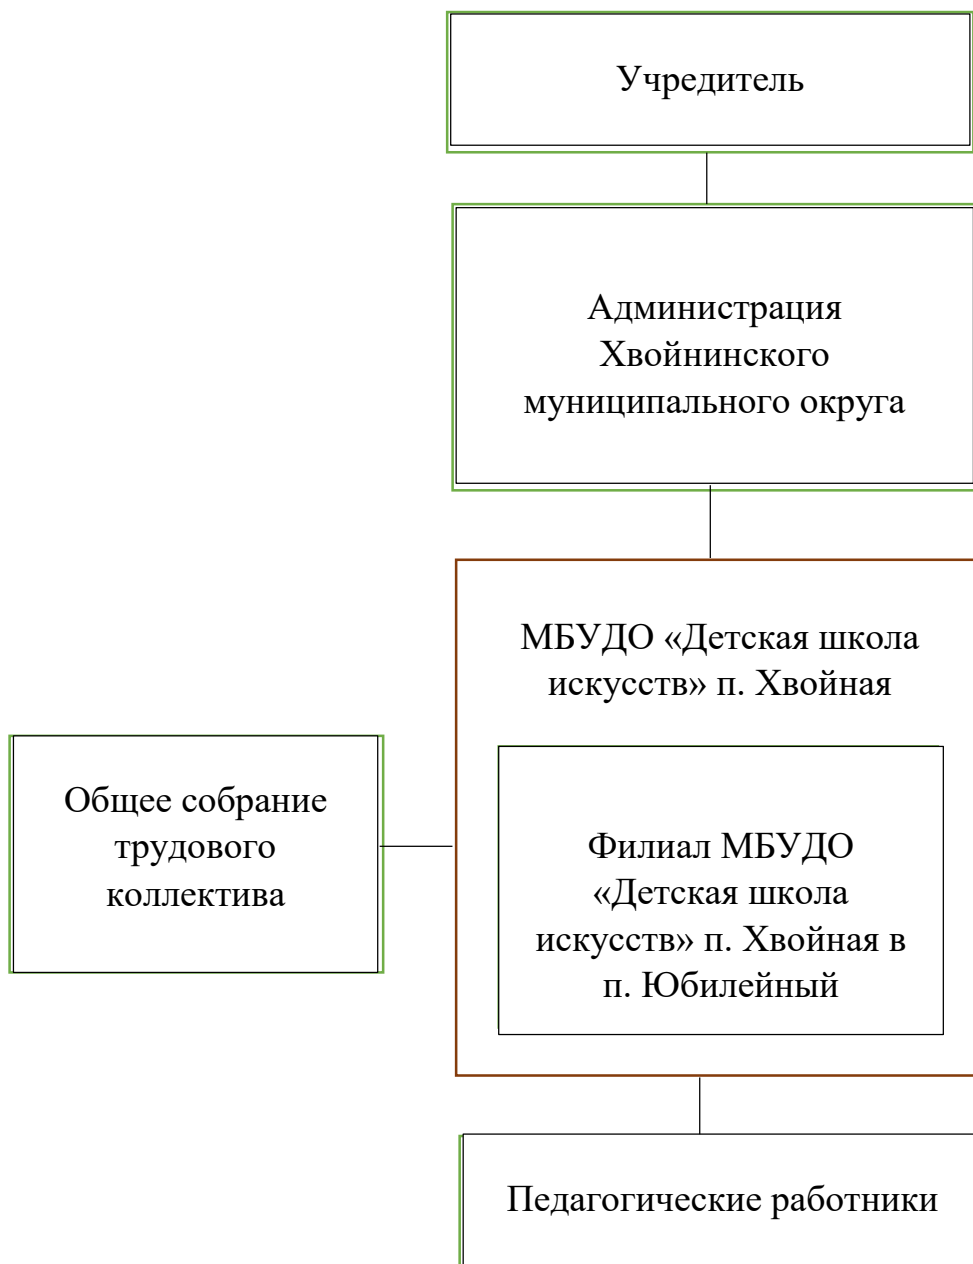 Учредитель
Администрация
Хвойнинского
муниципального округа
МБУДО «Детская школа
искусств» п. Хвойная
Общее собрание
трудового
коллектива
Филиал МБУДО
«Детская школа
искусств» п. Хвойная в
п. Юбилейный
Педагогические работники